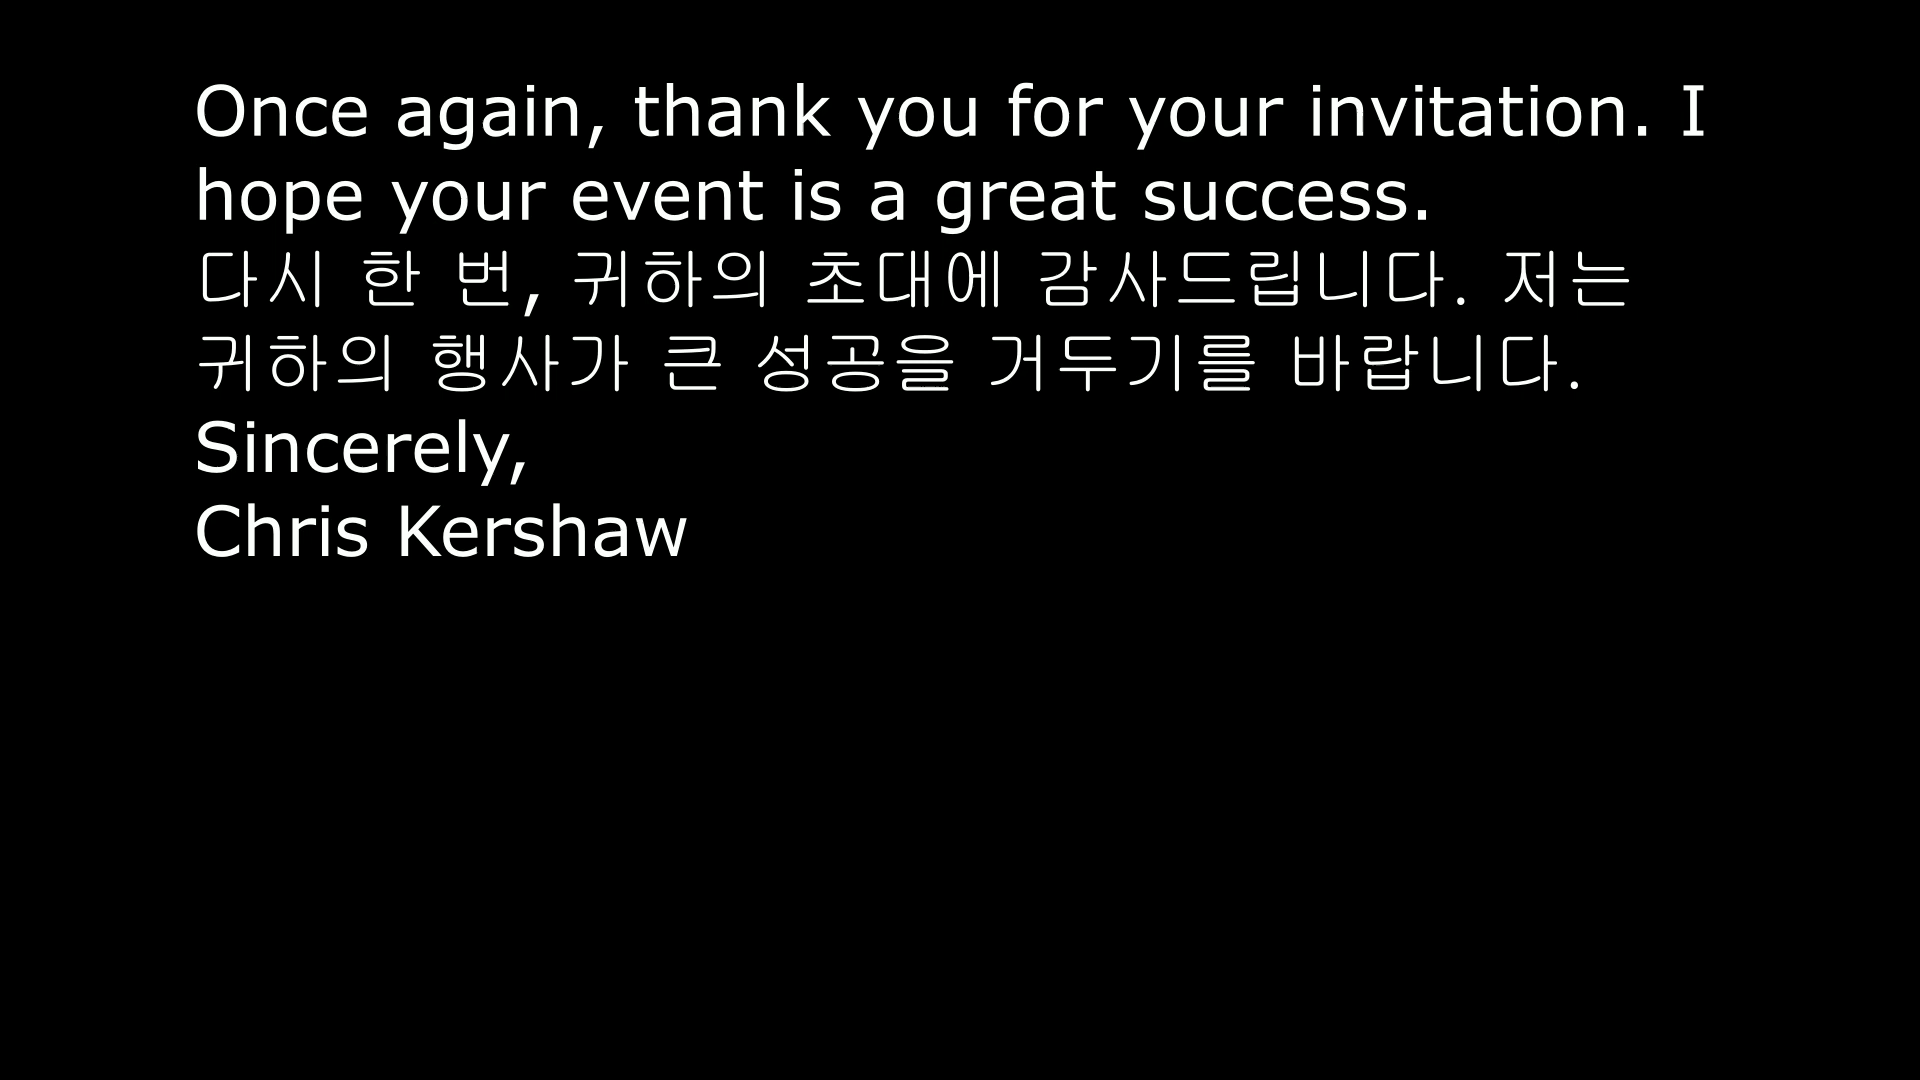 Once again, thank you for your invitation. I
hope your event is a great success.
다시 한 번, 귀하의 초대에 감사드립니다. 저는
귀하의 행사가 큰 성공을 거두기를 바랍니다.
Sincerely,
Chris Kershaw